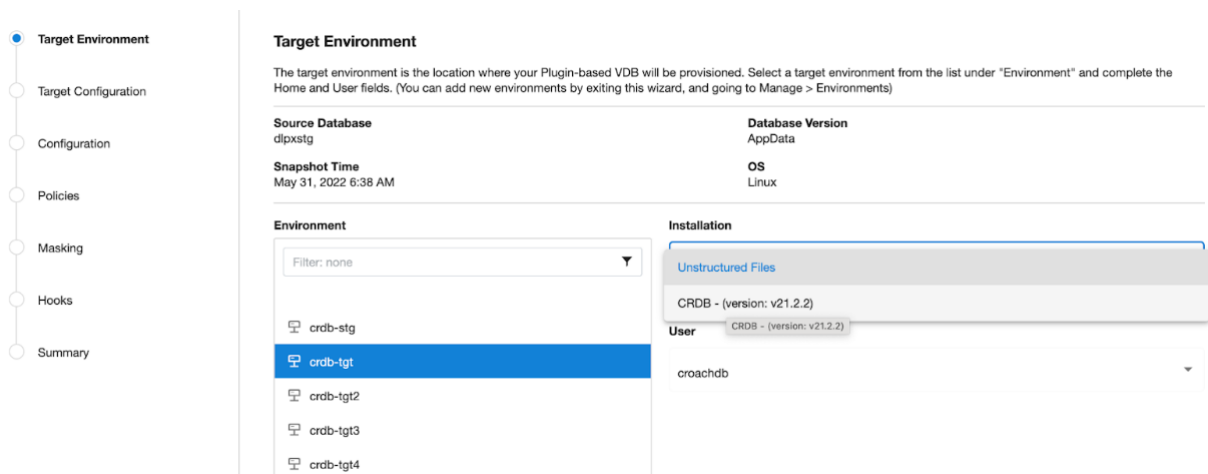 Target Environment
Target Configuration
Configuration
Policies
Masking
Hooks
Summary
Target Environment
The target environment is the location where your Plugin-based VDB will be provisioned. Select a target environment from the list under "Environment" and complete the
Home and User fields. (You can add new environments by exiting this wizard, and going to Manage > Environments)
Source Database
dlpxstg
Database Version
AppData
Snapshot Time
May 31, 2022 6:38 AM
OS
Linux
Environment
Filter: none
crdb-stg
crdb-tgt
crdb-tgt2
crdb-tgt3
crdb-tgt4
Installation
Unstructured Files
CRDB - (version: v21.2.2)
CRDB - (version: v21.2.2)
User
croachdb